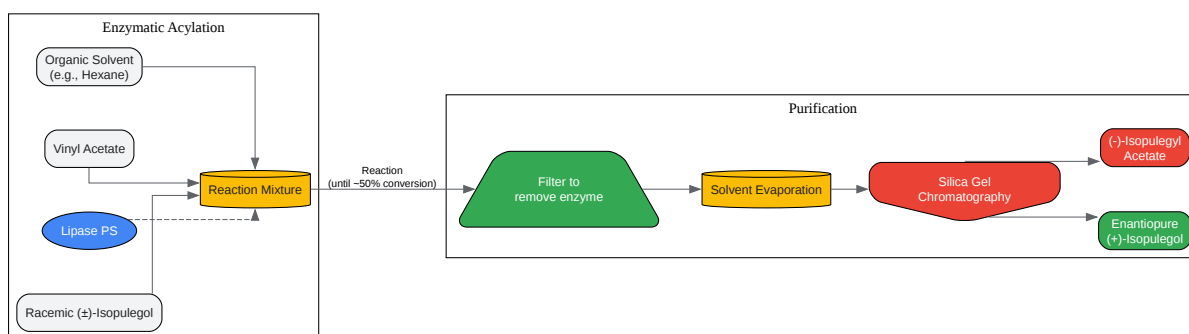 Enzymatic Acylation
Organic Solvent
(e.g., Hexane)
Vinyl Acetate
Reaction Mixture
Lipase PS
Racemic (±)-Isopulegol
Reaction
(until ~50% conversion)
Purification
Filter to
remove enzyme
Solvent Evaporation
Silica Gel
Chromatography
(-)-Isopulegyl
Acetate
Enantiopure
(+)-Isopulegol